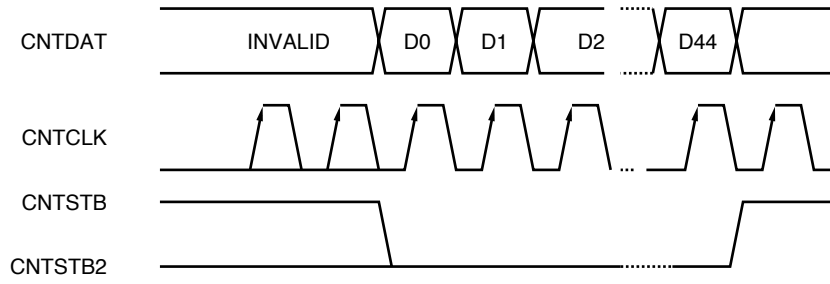 CNTDAT INVALID D0 D1 D2 D44
CNTCLK
CNTSTB
CNTSTB2